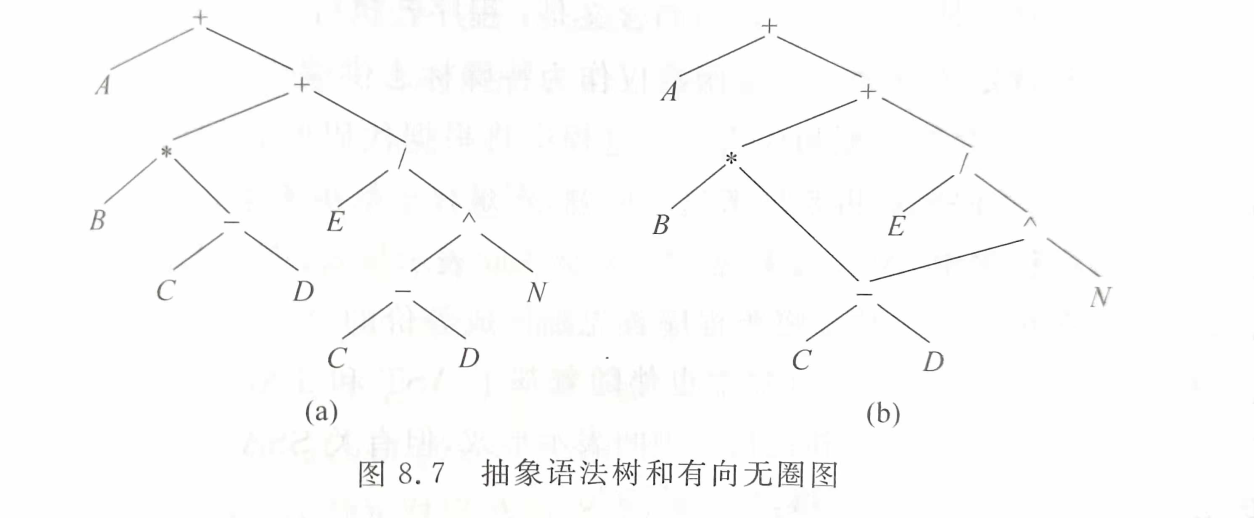 + +
A + A +
* / * /
B - E ^ B E ^
C D - N - N
C D C D
(a) (b)
图 8.7 抽象语法树和有向无圈图